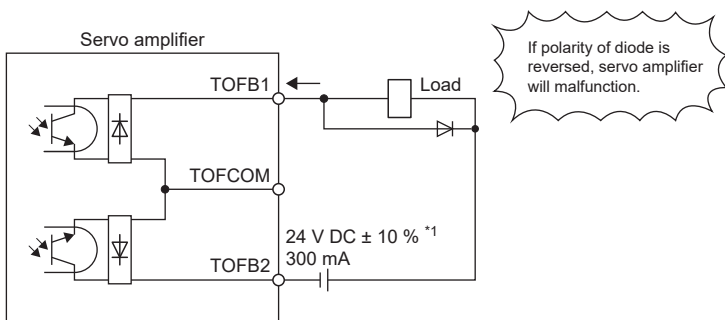 Servo amplifier
If polarity of diode is
reversed, servo amplifier
will malfunction.
TOFB1
Load
TOFCOM
24 V DC ± 10 % *1
300 mA
TOFB2